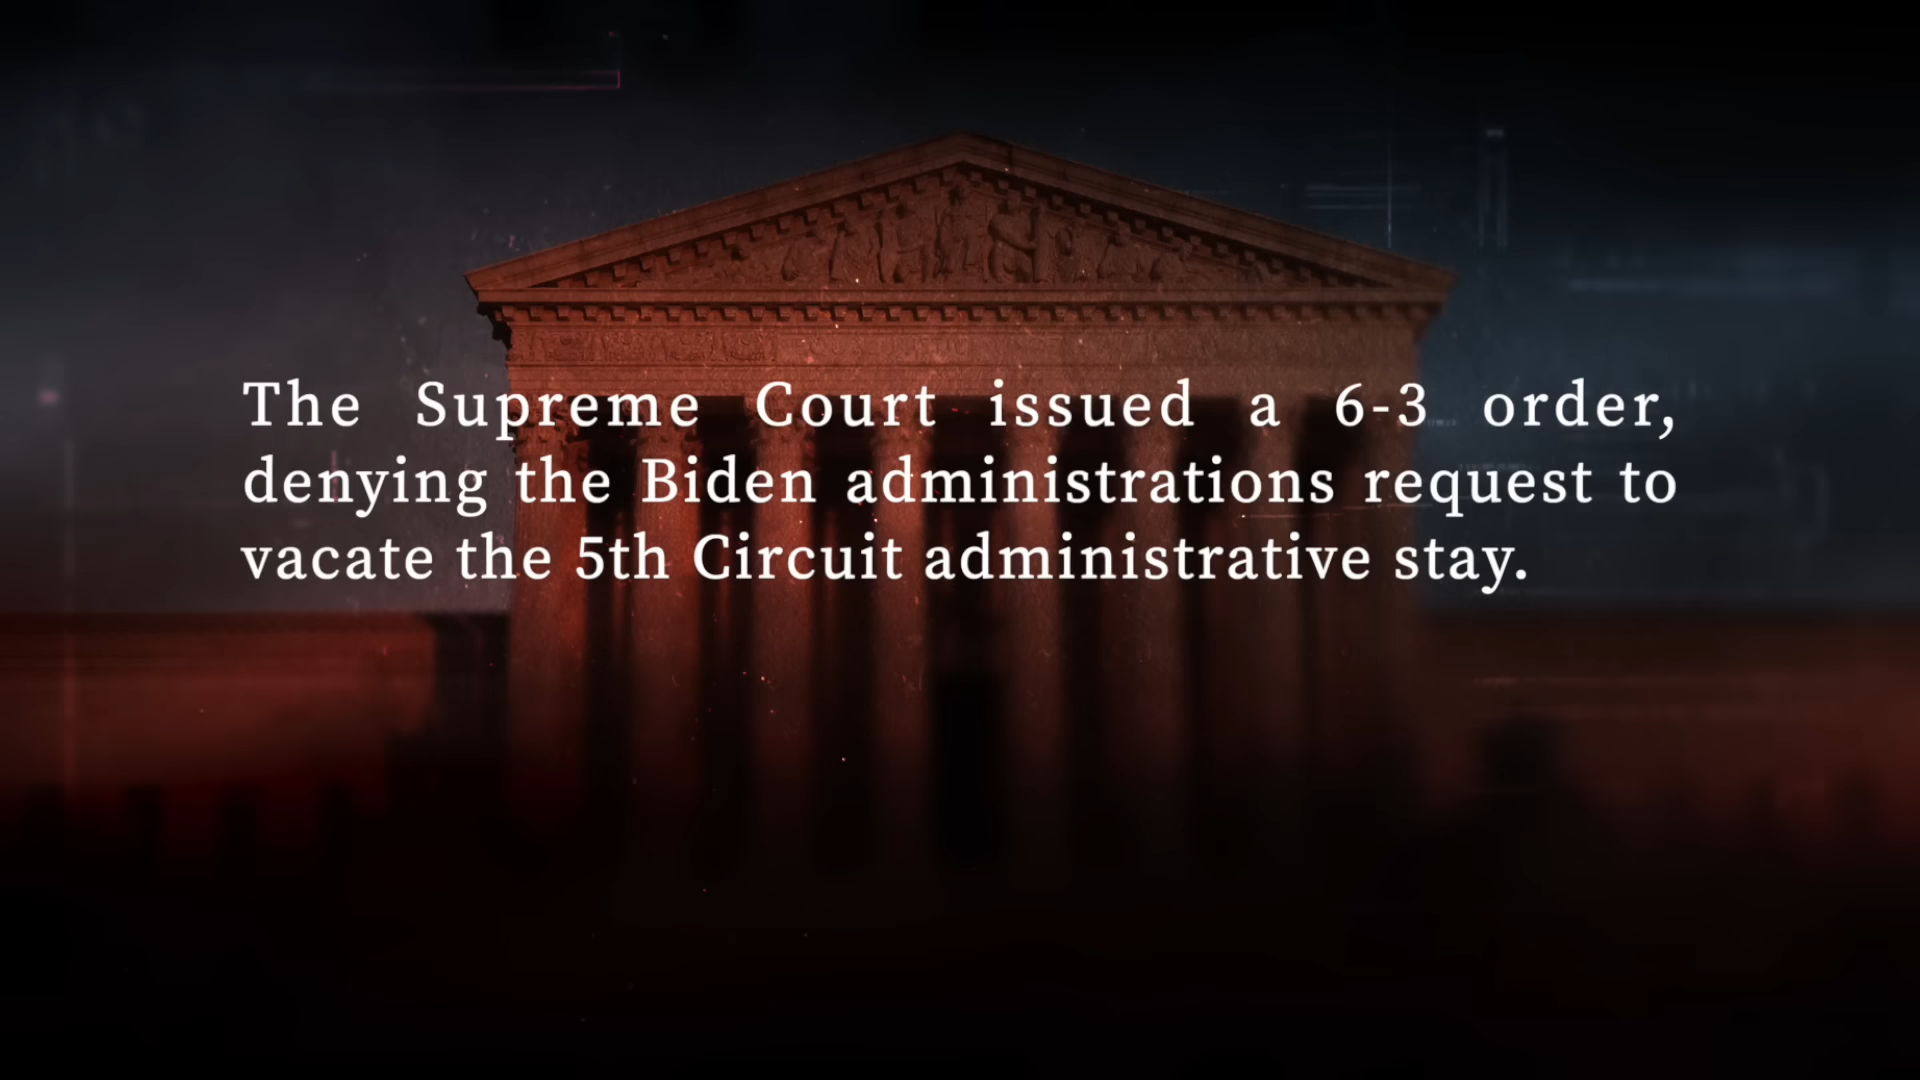 The Supreme Court issued a 6-3 order,
denying the Biden administrations request to
vacate the 5th Circuit administrative stay.